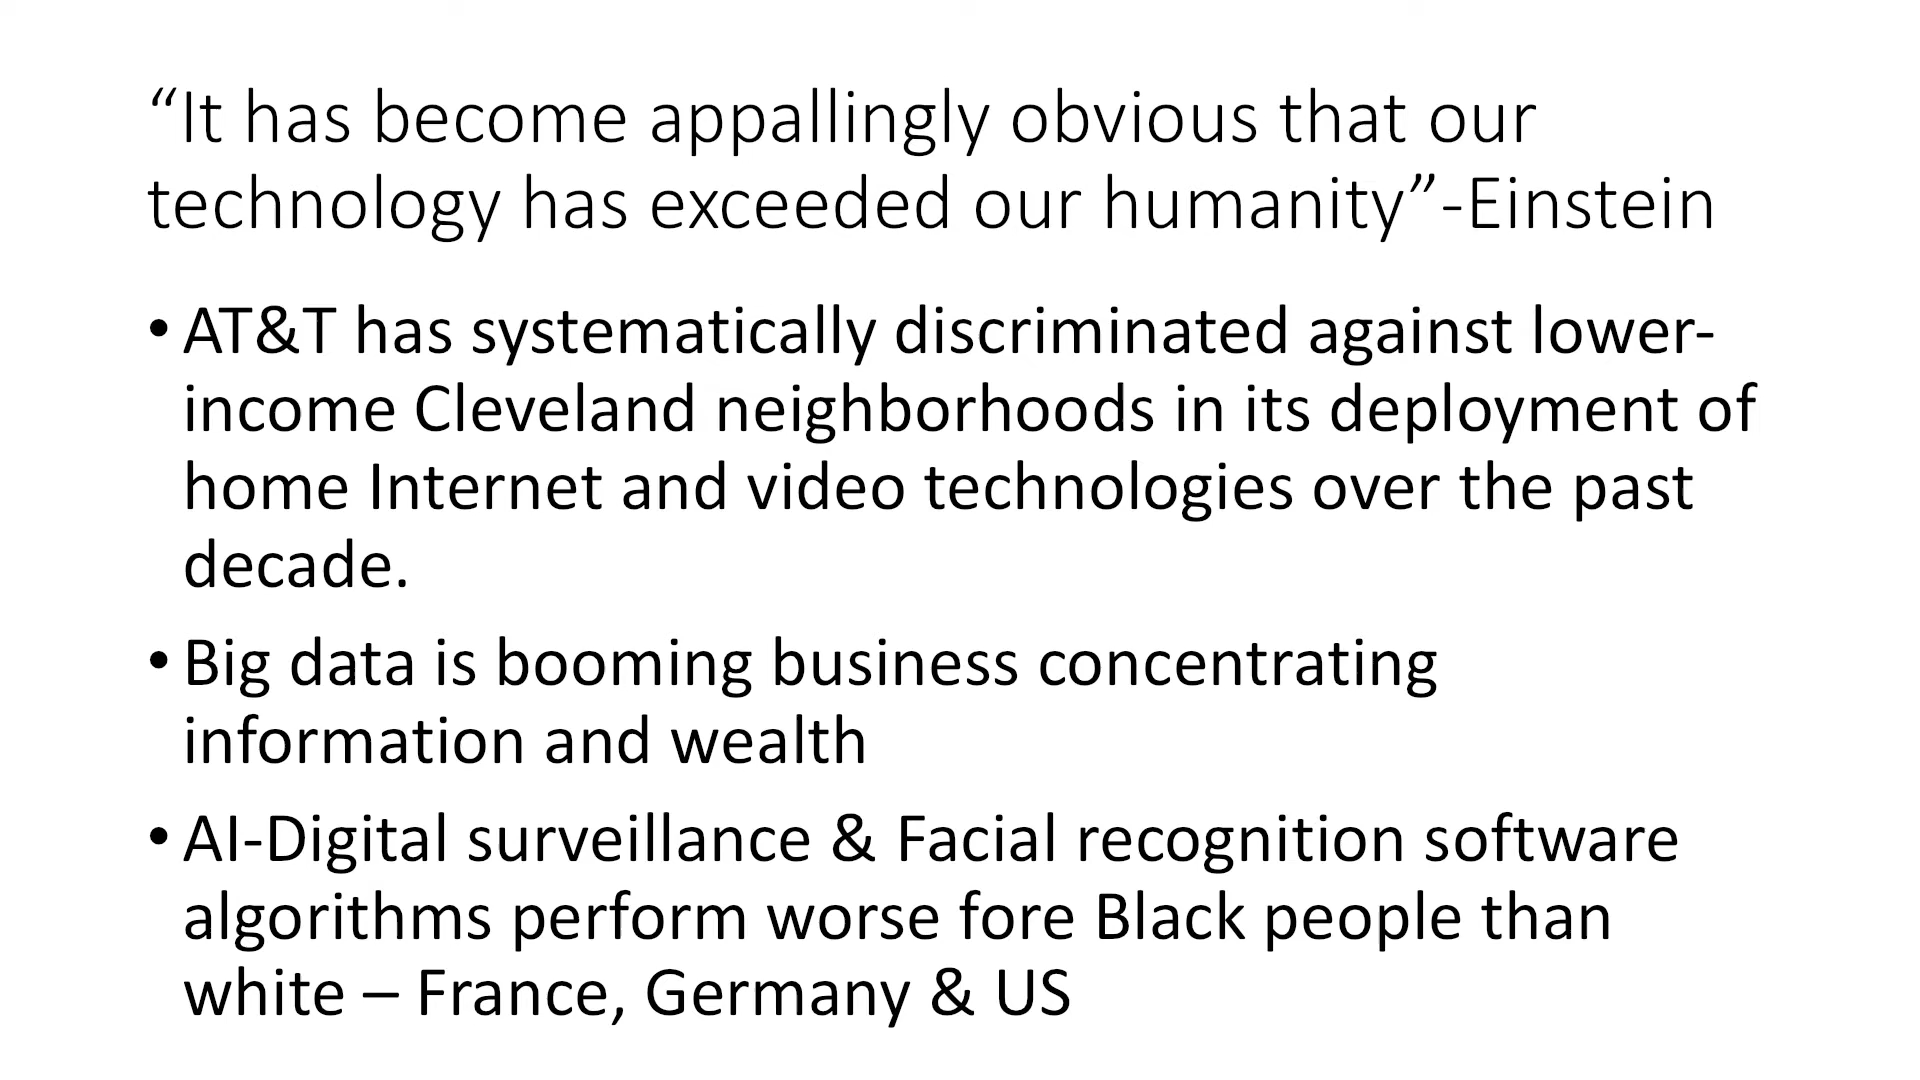 “It has become appallingly obvious that our
technology has exceeded our humanity”-Einstein
• AT&T has systematically discriminated against lower-
income Cleveland neighborhoods in its deployment of
home Internet and video technologies over the past
decade.
• Big data is booming business concentrating
information and wealth
• AI-Digital surveillance & Facial recognition software
algorithms perform worse fore Black people than
white – France, Germany & US